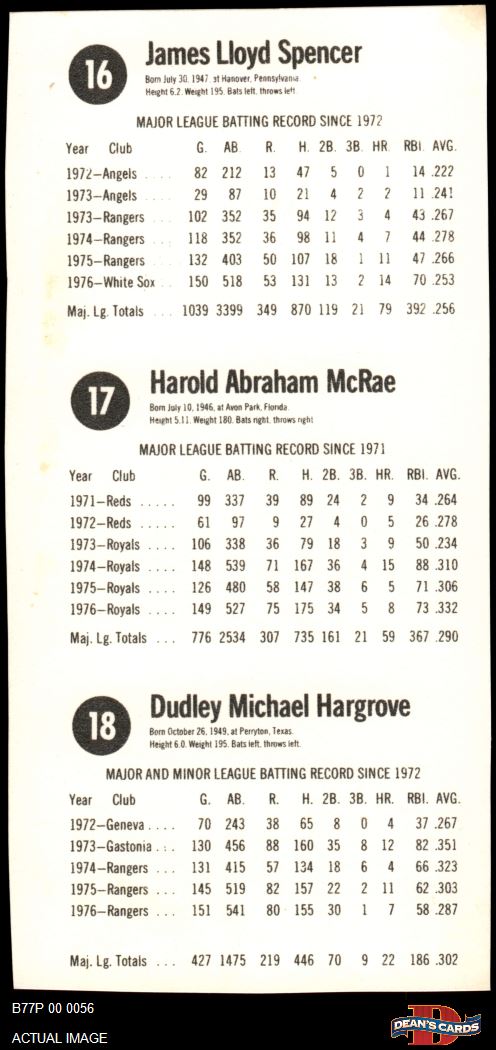 16
James Lloyd Spencer
Born July 30, 1947, at Hanover, Pennsylvania.
Height 6.2. Weight 195. Bats left, throws left.
MAJOR LEAGUE BATTING RECORD SINCE 1972
Year Club G. AB. R. H. 2B. 3B. HR. RBI. AVG.
1972—Angels .... 82 212 13 47 5 0 1 14 .222
1973—Angels .... 29 87 10 21 4 2 2 11 .241
1973—Rangers ... 102 352 35 94 12 3 4 43 .267
1974—Rangers ... 118 352 36 98 11 4 7 44 .278
1975—Rangers ... 132 403 50 107 18 1 11 47 .266
1976—White Sox .. 150 518 53 131 13 2 14 70 .253
Maj. Lg. Totals ... 1039 3399 349 870 119 21 79 392 .256
17
Harold Abraham McRae
Born July 10, 1946, at Avon Park, Florida.
Height 5.11. Weight 180. Bats right, throws right
MAJOR LEAGUE BATTING RECORD SINCE 1971
Year Club G. AB. R. H. 2B. 3B. HR. RBI. AVG.
1971—Reds ..... 99 337 39 89 24 2 9 34 .264
1972—Reds ..... 61 97 9 27 4 0 5 26 .278
1973—Royals .... 106 338 36 79 18 3 9 50 .234
1974—Royals .... 148 539 71 167 36 4 15 88 .310
1975—Royals .... 126 480 58 147 38 6 5 71 .306
1976—Royals .... 149 527 75 175 34 5 8 73 .332
Maj. Lg. Totals ... 776 2534 307 735 161 21 59 367 .290
18
Dudley Michael Hargrove
Born October 26, 1949, at Perryton, Texas.
Height 6.0. Weight 195. Bats left, throws left.
MAJOR AND MINOR LEAGUE BATTING RECORD SINCE 1972
Year Club G. AB. R. H. 2B. 3B. HR. RBI. AVG.
1972—Geneva .... 70 243 38 65 8 0 4 37 .267
1973—Gastonia ... 130 456 88 160 35 8 12 82 .351
1974—Rangers ... 131 415 57 134 18 6 4 66 .323
1975—Rangers ... 145 519 82 157 22 2 11 62 .303
1976—Rangers ... 151 541 80 155 30 1 7 58 .287
Maj. Lg. Totals ... 427 1475 219 446 70 9 22 186 .302
B77P 00 0056
ACTUAL IMAGE
D
DEAN'S CARDS